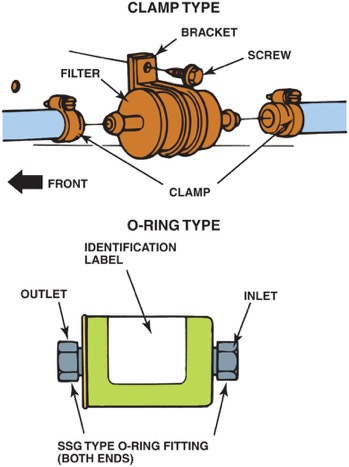 CLAMP TYPE
BRACKET
SCREW
FILTER
FRONT
CLAMP
O-RING TYPE
IDENTIFICATION
LABEL
OUTLET
INLET
SSG TYPE O-RING FITTING
(BOTH ENDS)